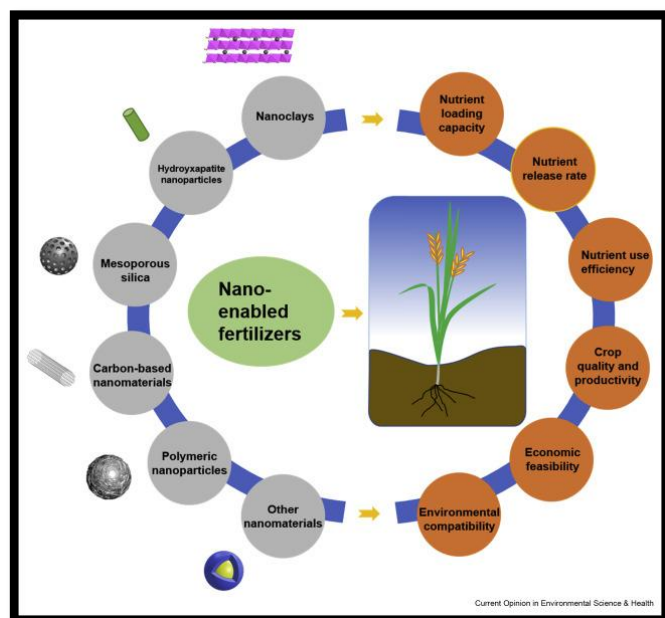 Nanoclays
Hydroyxapatite
nanoparticles
Mesoporous
silica
Carbon-based
nanomaterials
Polymeric
nanoparticles
Other
nanomaterials
Nano-
enabled
fertilizers
Nutrient
loading
capacity
Nutrient
release rate
Nutrient use
efficiency
Crop
quality and
productivity
Economic
feasibility
Environmental
compatibility
Current Opinion in Environmental Science & Health